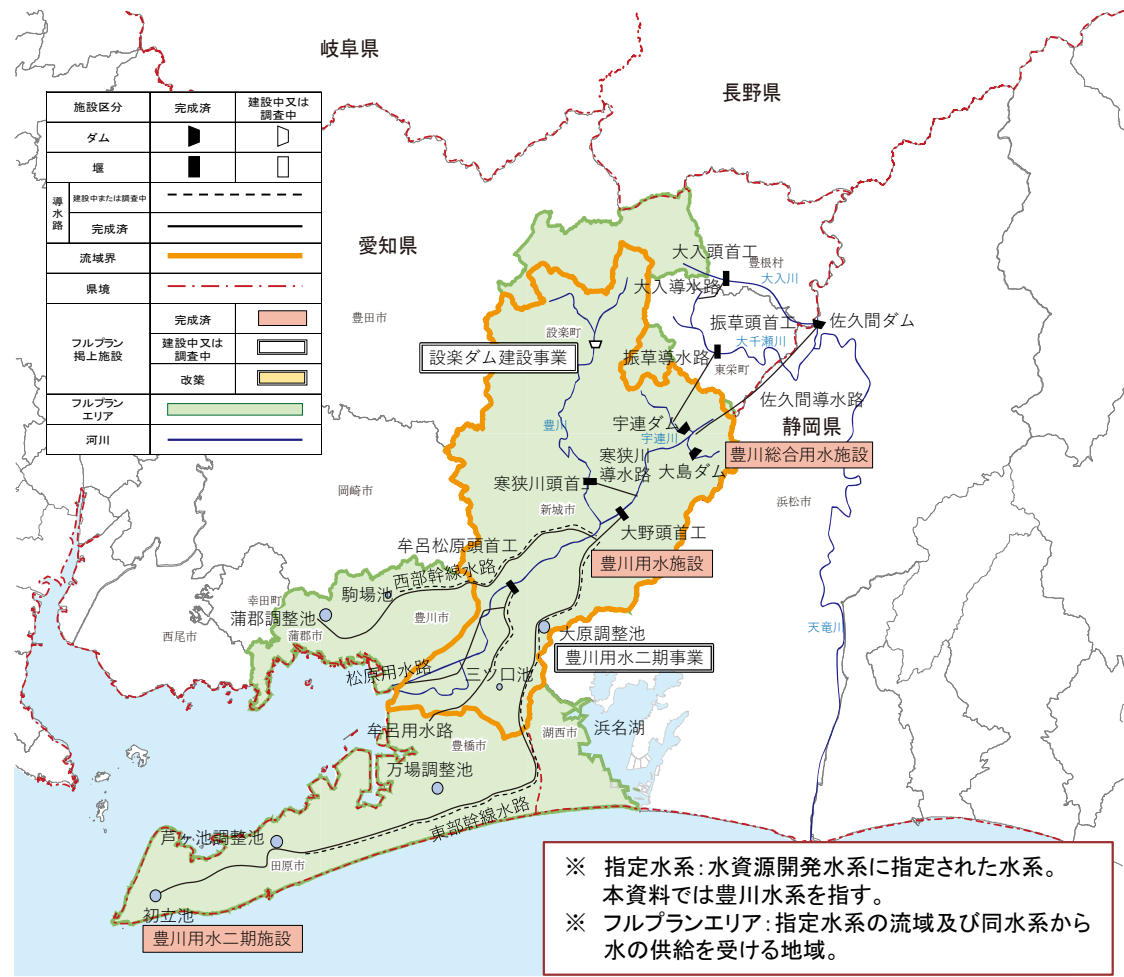 岐阜県
長野県
施設区分
完成済
建設中又は
調査中
ダム
堰
導水路
建設中または調査中
完成済
流域界
県境
フルプラン
掲上施設
完成済
建設中又は
調査中
改築
フルプラン
エリア
河川
愛知県
豊田市
大入頭首工
豊根村
大入川
大入導水路
振草頭首工
佐久間ダム
設楽町
大千瀬川
設楽ダム建設事業
振草導水路
東栄町
佐久間導水路
静岡県
豊川
宇連ダム
宇連川
寒狭川
導水路
大島ダム
豊川総合用水施設
寒狭川頭首工
岡崎市
新城市
浜松市
大野頭首工
牟呂松原頭首工
豊川用水施設
西部幹線水路
駒場池
幸田町
蒲郡調整池
豊川市
西尾市
蒲郡市
大原調整池
天竜川
豊川用水二期事業
松原用水路
三ツ口池
牟呂用水路
湖西市
浜名湖
豊橋市
万場調整池
東部幹線水路
芦ヶ池調整池
田原市
初立池
豊川用水二期施設
※ 指定水系：水資源開発水系に指定された水系。
本資料では豊川水系を指す。
※ フルプランエリア：指定水系の流域及び同水系から
水の供給を受ける地域。